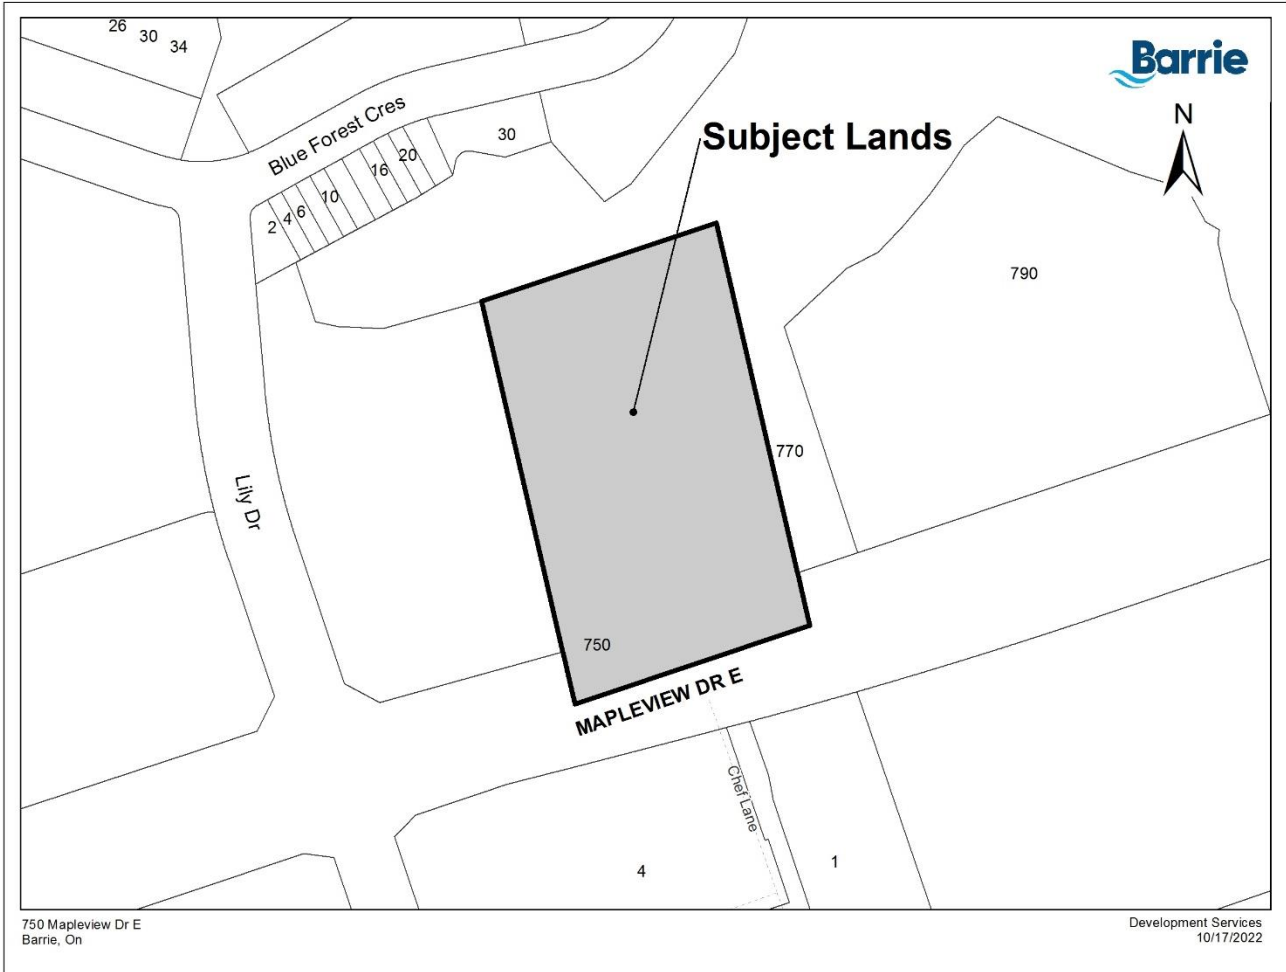 26
30
34
Barrie
N
Blue Forest Cres
30
Subject Lands
20
16
10
6
4
2
790
770
Lily Dr
750
MAPLEVIEW DR E
Chef Lane
4
1
750 Mapleview Dr E
Barrie, On
Development Services
10/17/2022